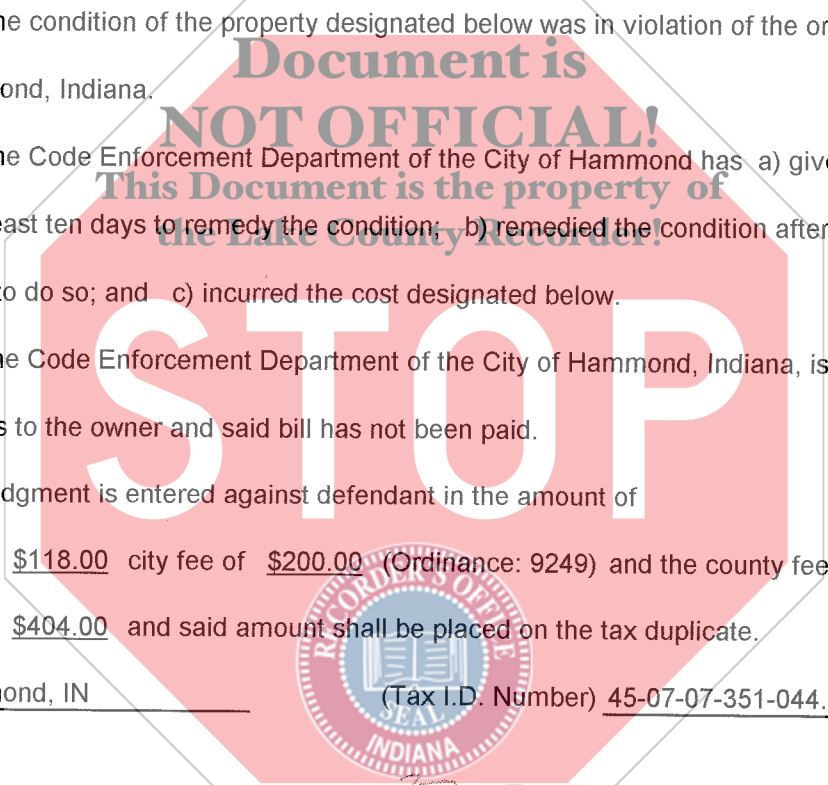 ne condition of the property designated below was in violation of the or
Document is
ond, Indiana.
NOT OFFICIAL!
ne Code Enforcement Department of the City of Hammond has a) give
This Document is the property of
east ten days to remedy the condition; b) remedied the condition after
the Lake County Recorder!
to do so; and c) incurred the cost designated below.
STOP
ne Code Enforcement Department of the City of Hammond, Indiana, is
s to the owner and said bill has not been paid.
dgment is entered against defendant in the amount of
$118.00 city fee of $200.00 (Ordinance: 9249) and the county fee
$404.00 and said amount shall be placed on the tax duplicate.
ond, IN (Tax I.D. Number) 45-07-07-351-044.
RECORDER'S OFFICE
SEAL
INDIANA